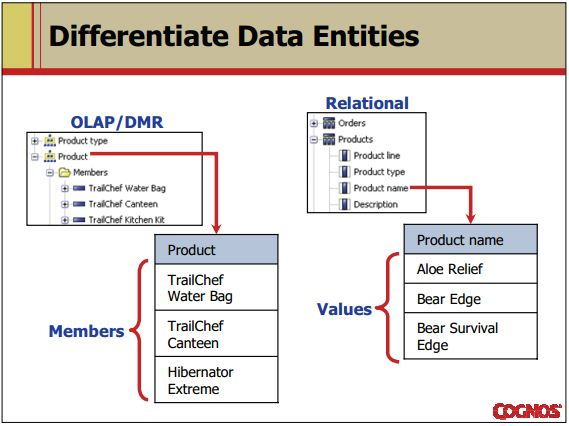 Differentiate Data Entities
OLAP/DMR
Product type
Product
Members
TrailChef Water Bag
TrailChef Canteen
TrailChef Kitchen Kit
Relational
Orders
Products
Product line
Product type
Product name
Description
Members
Product
TrailChef
Water Bag
TrailChef
Canteen
Hibernator
Extreme
Values
Product name
Aloe Relief
Bear Edge
Bear Survival
Edge
COGNOS